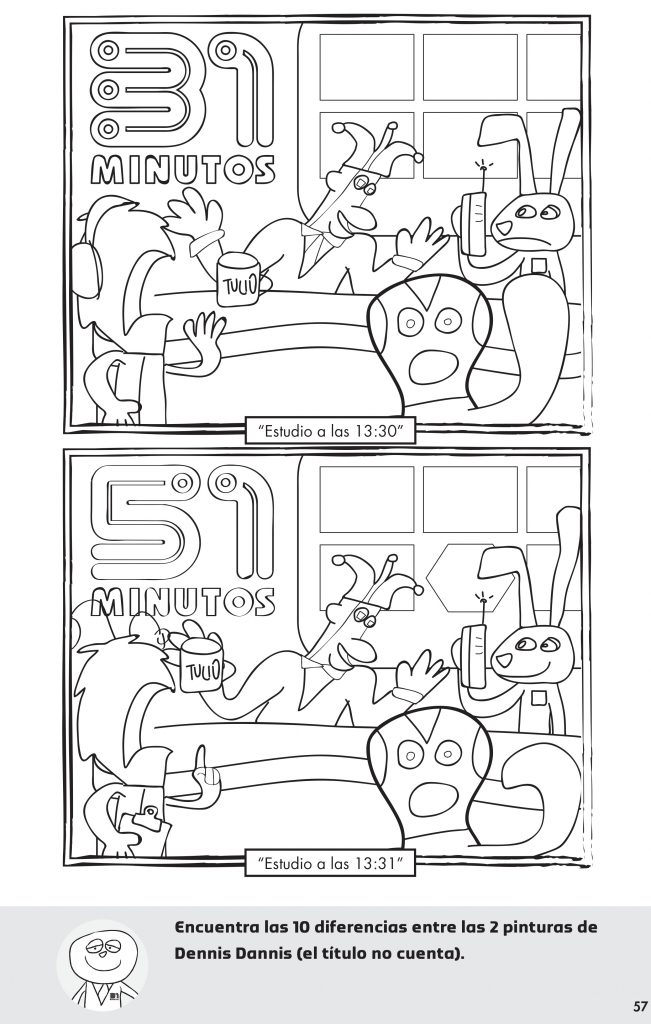 31
MINUTOS
TULIO
“Estudio a las 13:30”
51
MINUTOS
TULIO
“Estudio a las 13:31”
Encuentra las 10 diferencias entre las 2 pinturas de
Dennis Dannis (el título no cuenta).
57